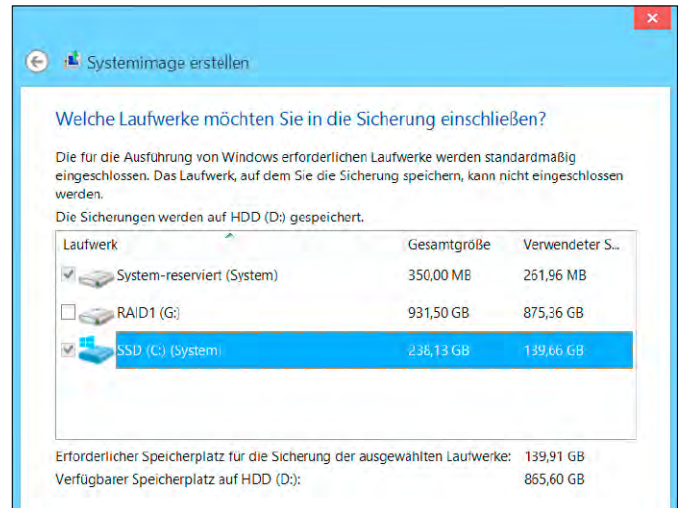 Systemimage erstellen
Welche Laufwerke möchten Sie in die Sicherung einschließen?
Die für die Ausführung von Windows erforderlichen Laufwerke werden standardmäßig
eingeschlossen. Das Laufwerk, auf dem Sie die Sicherung speichern, kann nicht eingeschlossen
werden.
Die Sicherungen werden auf HDD (D:) gespeichert.
Laufwerk Gesamtgröße Verwendeter S...
System-reserviert (System) 350,00 MB 261,96 MB
RAID1 (G:) 931,50 GB 875,36 GB
SSD (C:) (System) 238,13 GB 139,66 GB
Erforderlicher Speicherplatz für die Sicherung der ausgewählten Laufwerke: 139,91 GB
Verfügbarer Speicherplatz auf HDD (D:): 865,60 GB